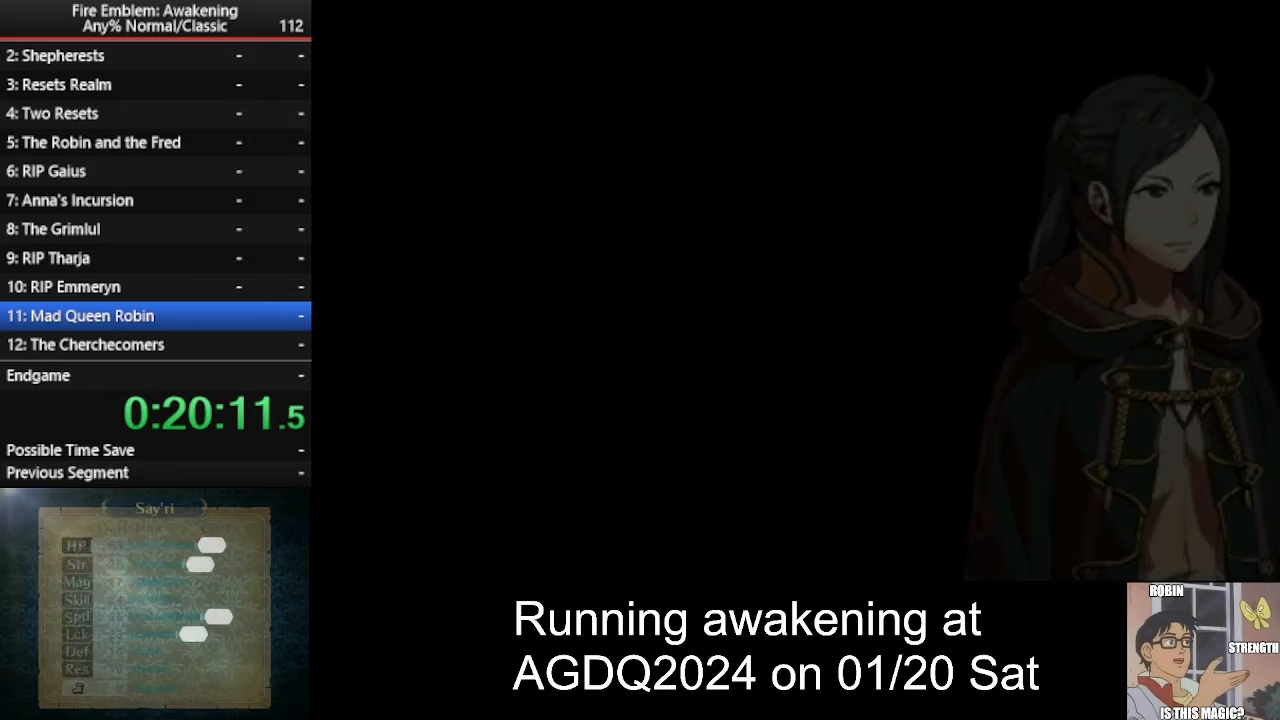 Fire Emblem: Awakening
Any% Normal/Classic 112
2: Shepherests - -
3: Resets Realm - -
4: Two Resets - -
5: The Robin and the Fred - -
6: RIP Gaius - -
7: Anna's Incursion - -
8: The Grimlul - -
9: RIP Tharja - -
10: RIP Emmeryn - -
11: Mad Queen Robin -
12: The Cherchecomers -
Endgame -
0:20:11.5
Possible Time Save -
Previous Segment -
Say'ri
HP
Str
Mag
Skill
Spd
Lck
Def
Res
Running awakening at
AGDQ2024 on 01/20 Sat
ROBIN
STRENGTH
IS THIS MAGIC?